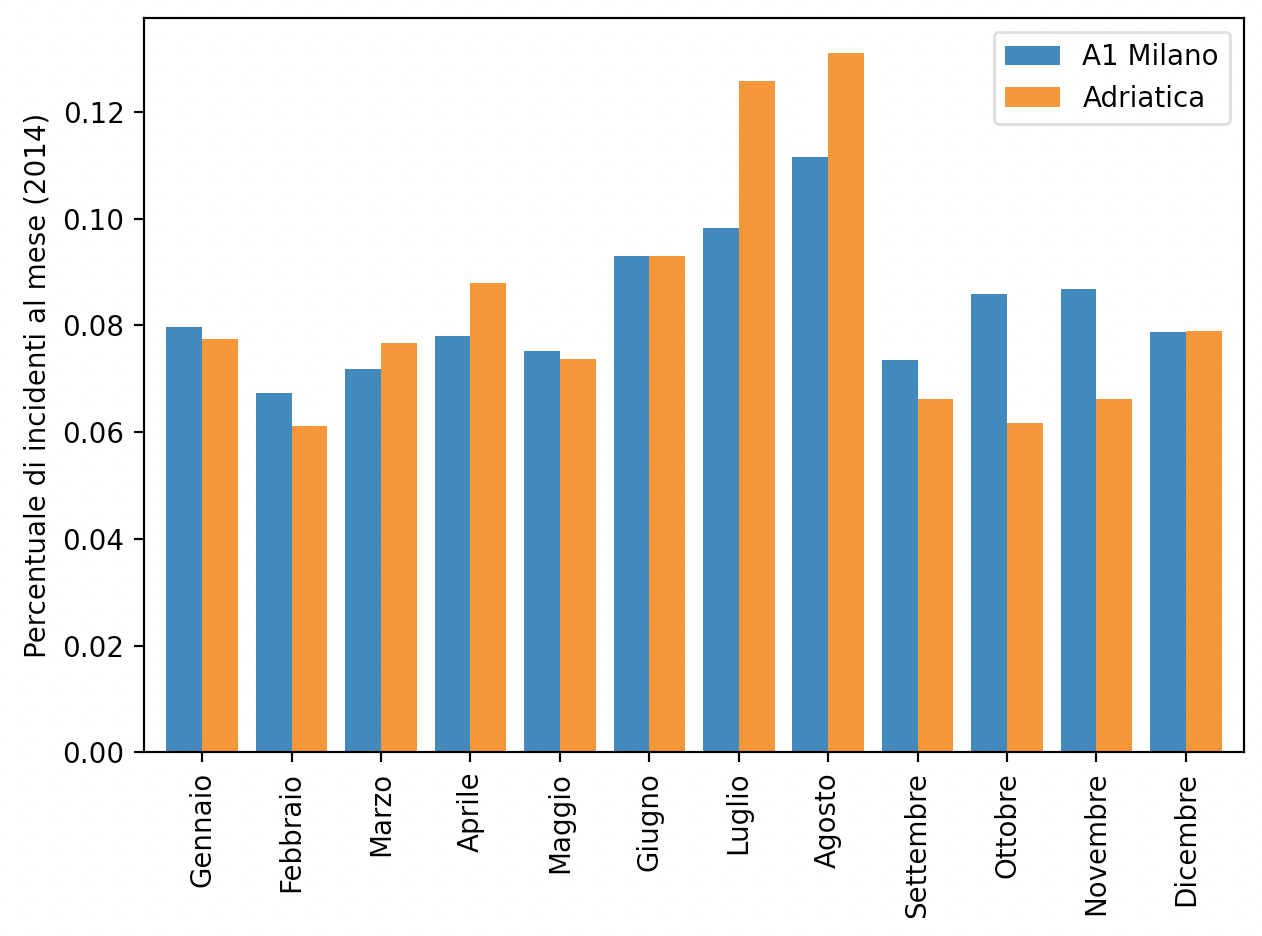 A1 Milano
Adriatica
Percentuale di incidenti al mese (2014)
0.12
0.10
0.08
0.06
0.04
0.02
0.00
Gennaio
Febbraio
Marzo
Aprile
Maggio
Giugno
Luglio
Agosto
Settembre
Ottobre
Novembre
Dicembre